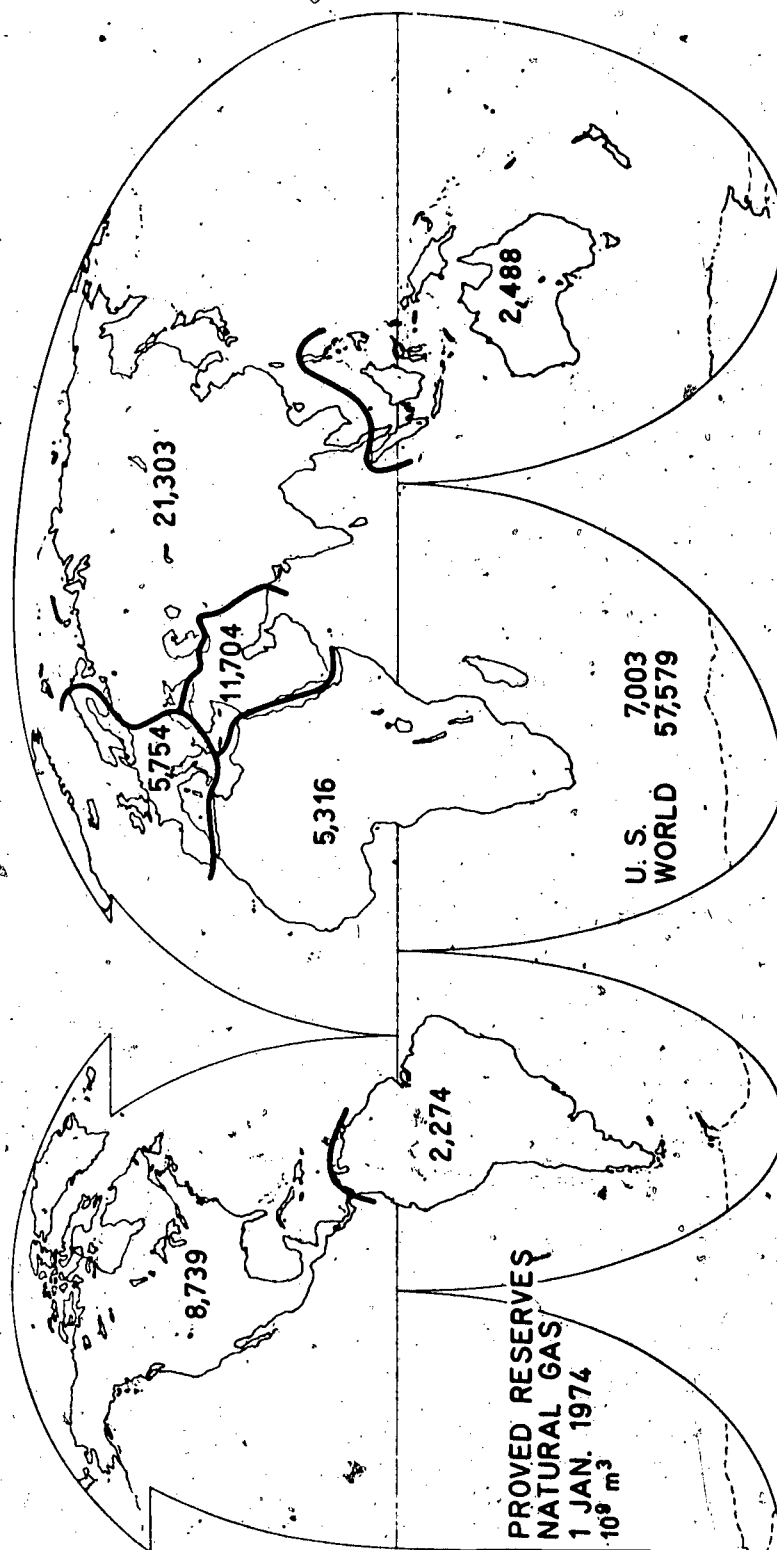 8,739
2,274
5,754
21,303
11,704
5,316
2,488
U. S. 7,003
WORLD 57,579
PROVED RESERVES
NATURAL GAS
1 JAN. 1974
10⁹ m³